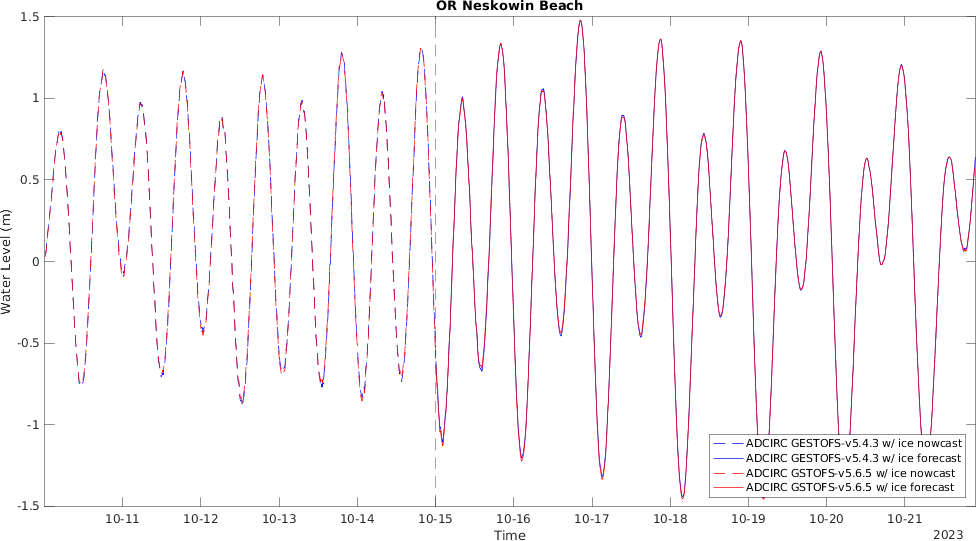 OR Neskowin Beach
1.5
1
0.5
0
-0.5
-1
-1.5
Water Level (m)
10-11 10-12 10-13 10-14 10-15 10-16 10-17 10-18 10-19 10-20 10-21
Time
2023
ADCIRC GESTOFS-v5.4.3 w/ ice nowcast
ADCIRC GESTOFS-v5.4.3 w/ ice forecast
ADCIRC GSTOFS-v5.6.5 w/ ice nowcast
ADCIRC GSTOFS-v5.6.5 w/ ice forecast